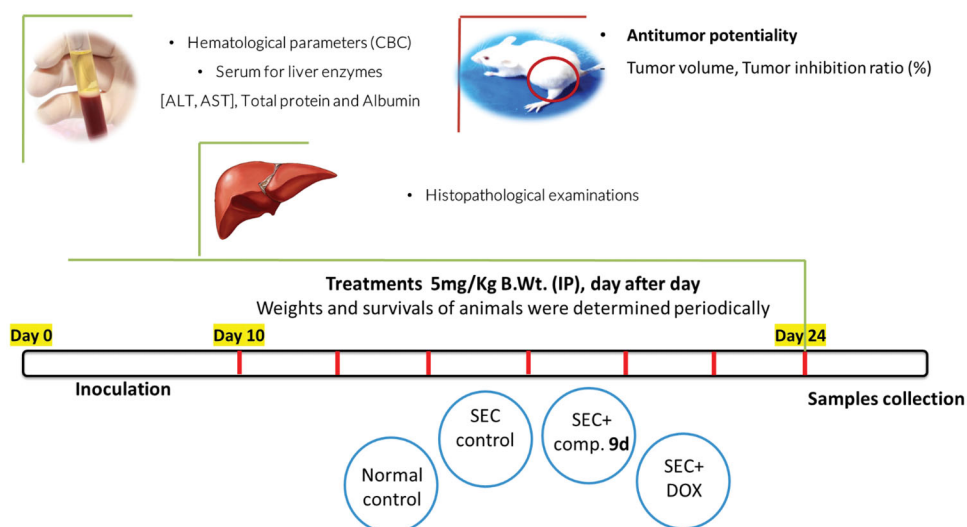 • Hematological parameters (CBC)
• Serum for liver enzymes
[ALT, AST], Total protein and Albumin
• Antitumor potentiality
Tumor volume, Tumor inhibition ratio (%)
• Histopathological examinations
Treatments 5mg/Kg B.Wt. (IP), day after day
Weights and survivals of animals were determined periodically
Day 0
Day 10
Day 24
Inoculation
Samples collection
Normal
control
SEC
control
SEC+
comp. 9d
SEC+
DOX